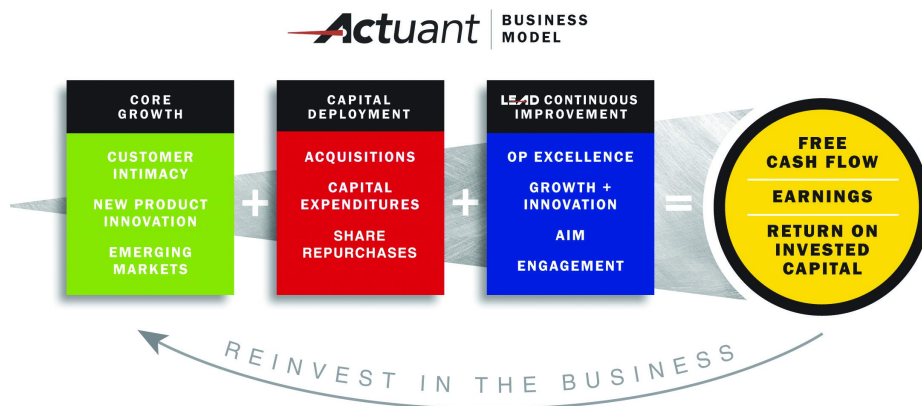 Actuant
BUSINESS
MODEL
CORE
GROWTH
CUSTOMER
INTIMACY
NEW PRODUCT
INNOVATION
EMERGING
MARKETS
+
CAPITAL
DEPLOYMENT
ACQUISITIONS
CAPITAL
EXPENDITURES
SHARE
REPURCHASES
+
LEAD CONTINUOUS
IMPROVEMENT
OP EXCELLENCE
GROWTH +
INNOVATION
AIM
ENGAGEMENT
=
FREE
CASH FLOW
EARNINGS
RETURN ON
INVESTED
CAPITAL
REINVEST IN THE BUSINESS